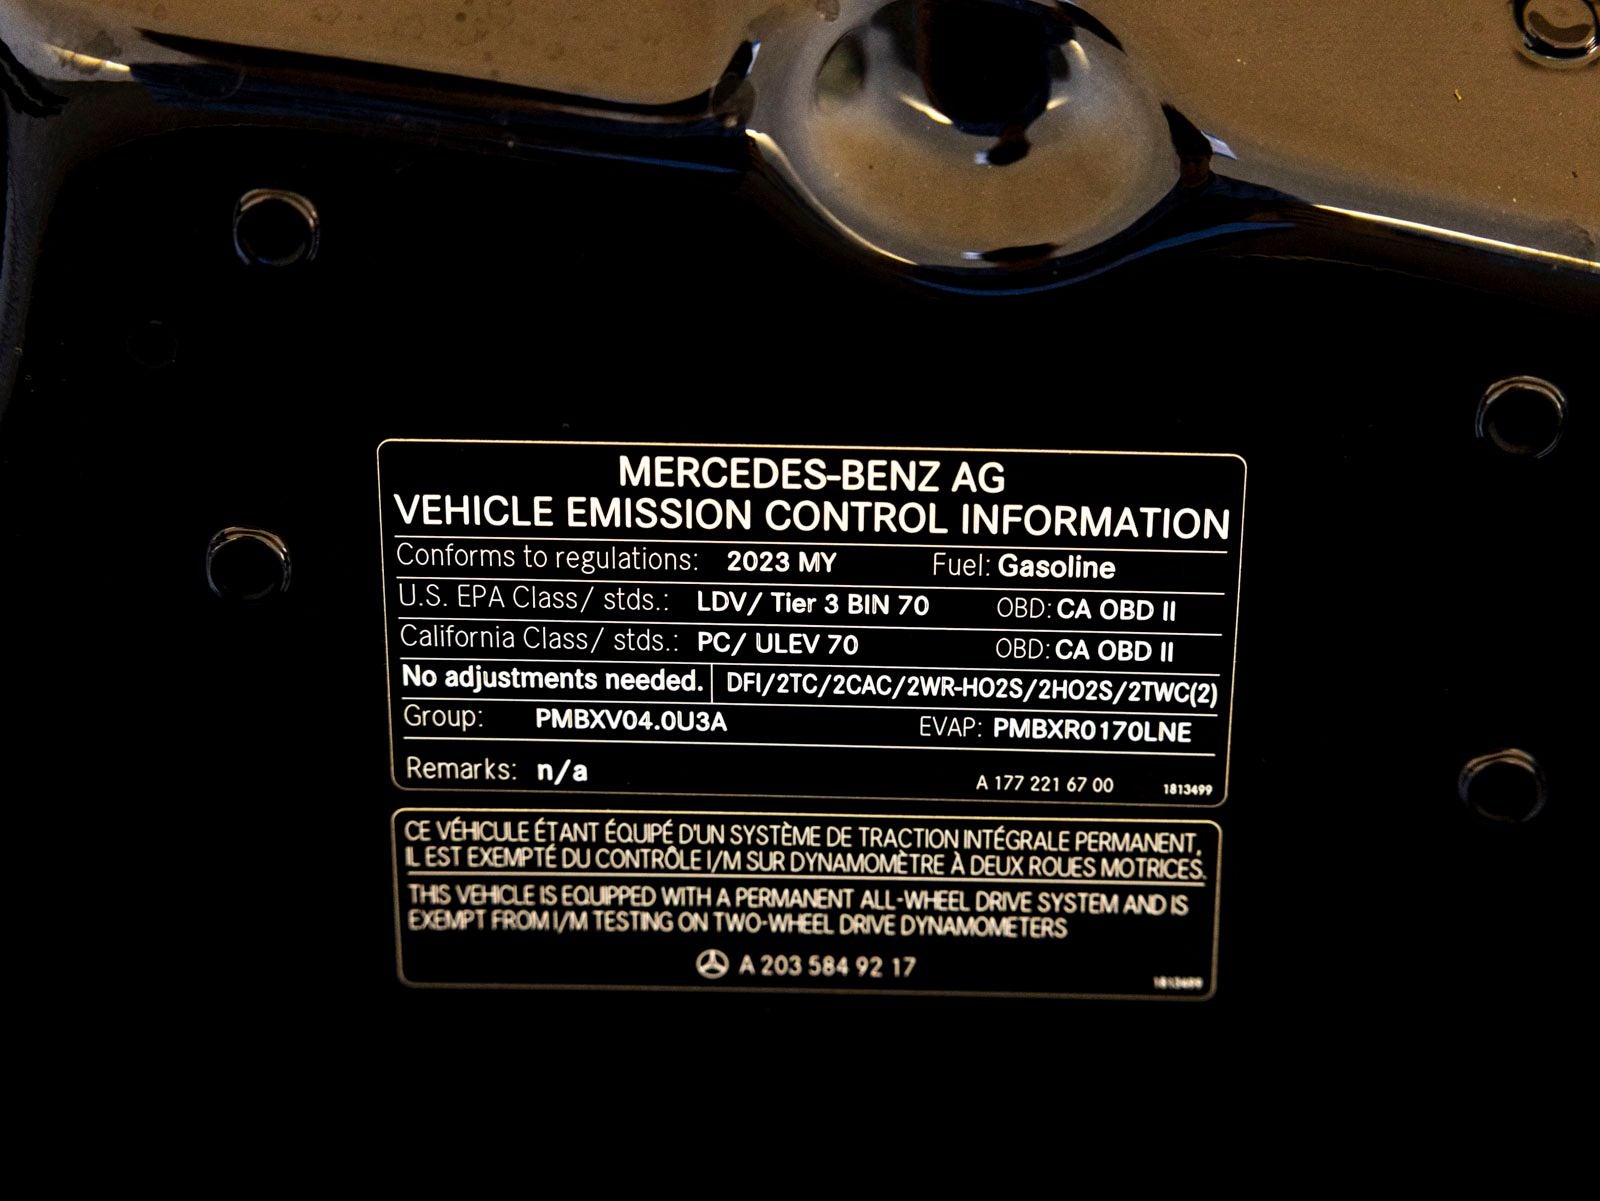 MERCEDES-BENZ AG
VEHICLE EMISSION CONTROL INFORMATION
Conforms to regulations: 2023 MY Fuel: Gasoline
U.S. EPA Class/ stds.: LDV/ Tier 3 BIN 70 OBD: CA OBD II
California Class/ stds.: PC/ ULEV 70 OBD: CA OBD II
No adjustments needed. DFI/2TC/2CAC/2WR-HO2S/2HO2S/2TWC(2)
Group: PMBXV04.0U3A EVAP: PMBXR0170LNE
Remarks: n/a A 177 221 67 00 1813499
CE VÉHICULE ÉTANT ÉQUIPÉ D'UN SYSTÈME DE TRACTION INTÉGRALE PERMANENT,
IL EST EXEMPTÉ DU CONTRÔLE I/M SUR DYNAMOMÈTRE À DEUX ROUES MOTRICES.
THIS VEHICLE IS EQUIPPED WITH A PERMANENT ALL-WHEEL DRIVE SYSTEM AND IS
EXEMPT FROM I/M TESTING ON TWO-WHEEL DRIVE DYNAMOMETERS
A 203 584 92 17
1813499